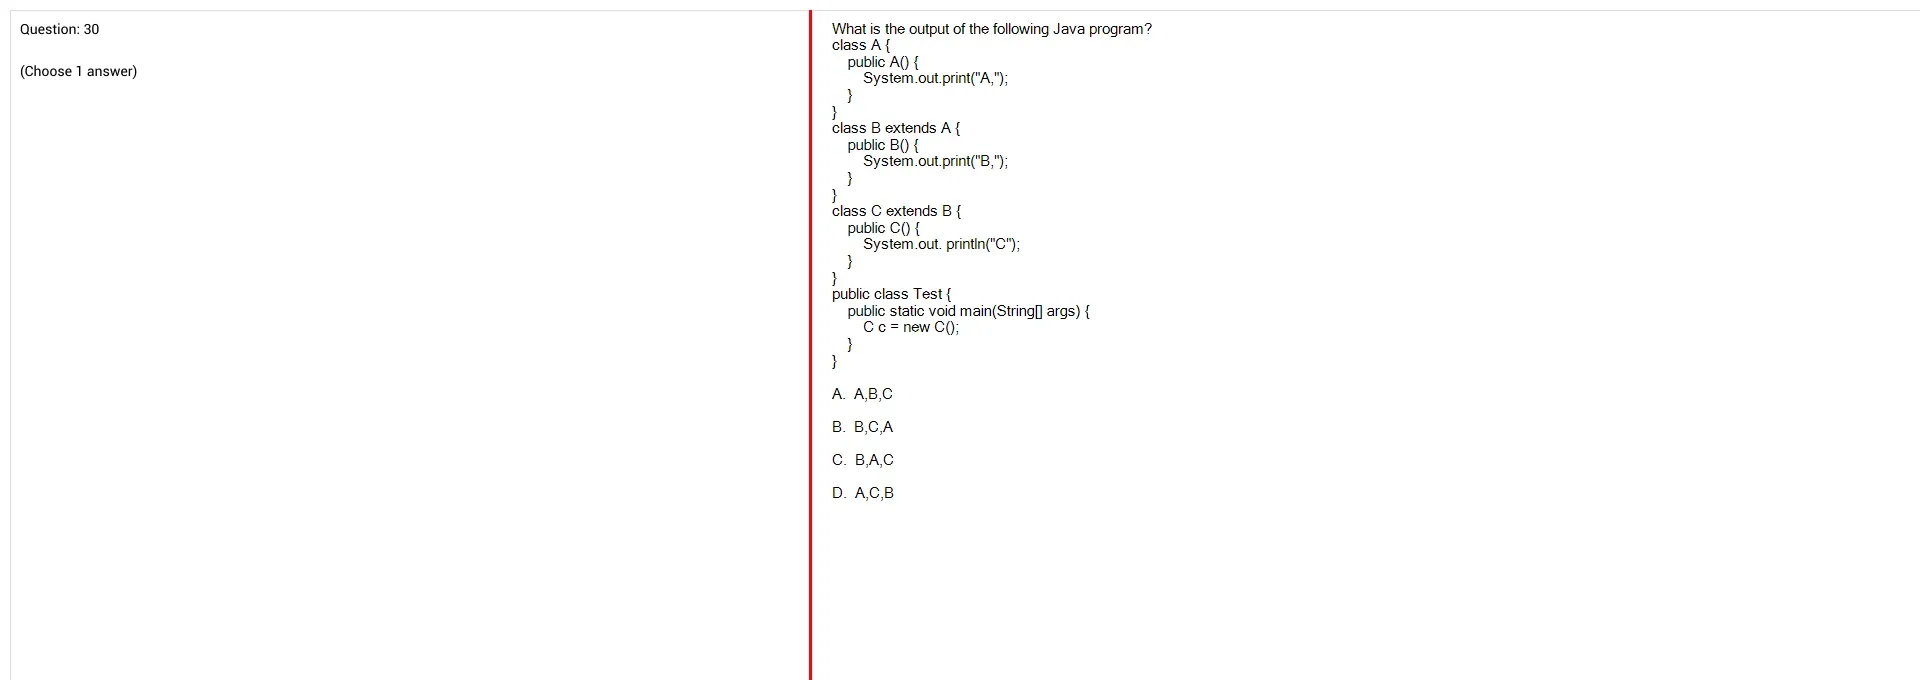 Question: 30
(Choose 1 answer)
What is the output of the following Java program?
class A {
public A() {
System.out.print("A,");
}
}
class B extends A {
public B() {
System.out.print("B,");
}
}
class C extends B {
public C() {
System.out. println("C");
}
}
public class Test {
public static void main(String[] args) {
C c = new C();
}
}
A. A,B,C
B. B,C,A
C. B,A,C
D. A,C,B